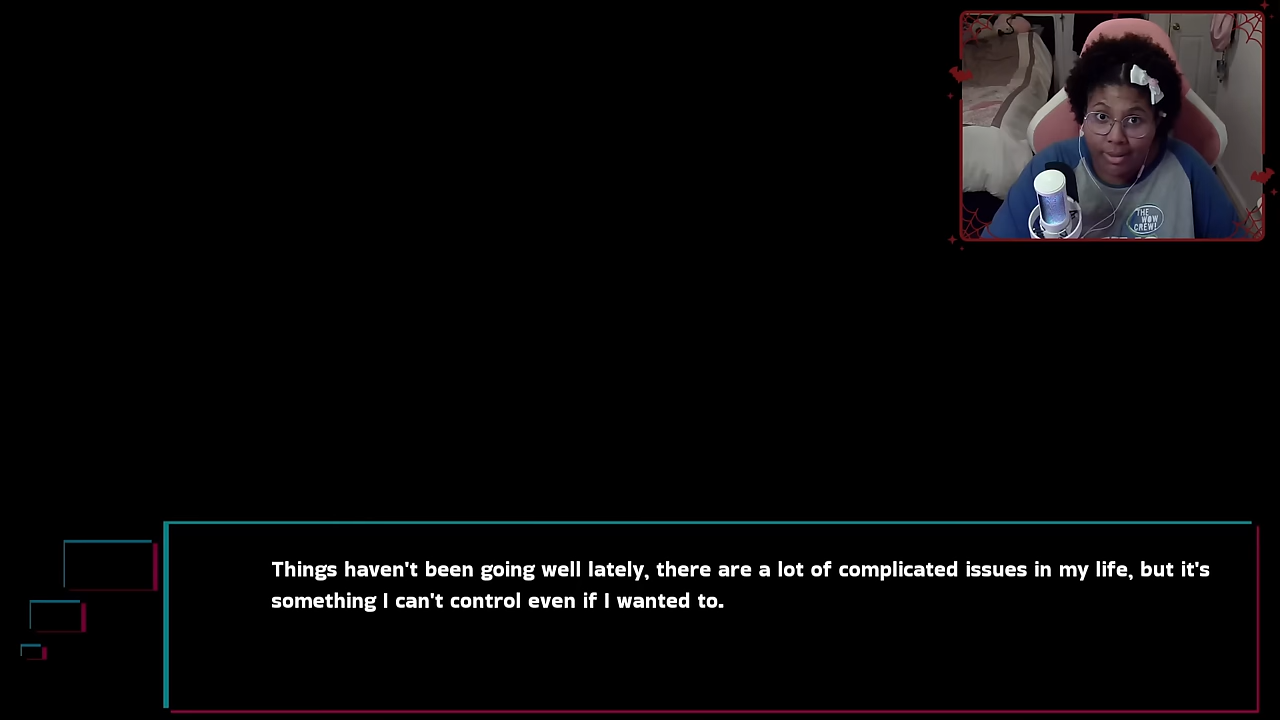 THE
WOW
CREW!
Things haven't been going well lately, there are a lot of complicated issues in my life, but it's
something I can't control even if I wanted to.